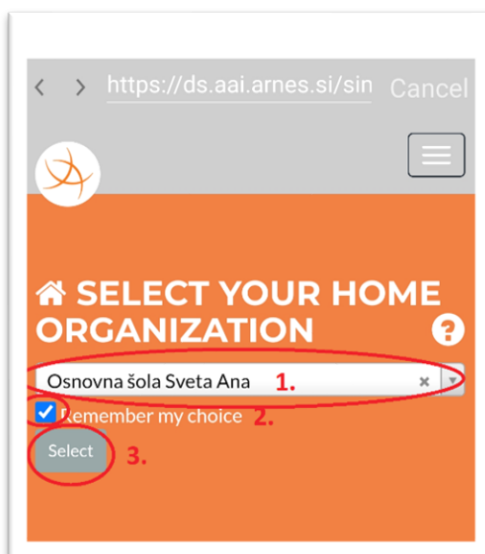 https://ds.aai.arnes.si/sin Cancel
SELECT YOUR HOME
ORGANIZATION ?
Osnovna šola Sveta Ana 1.
Remember my choice 2.
Select 3.